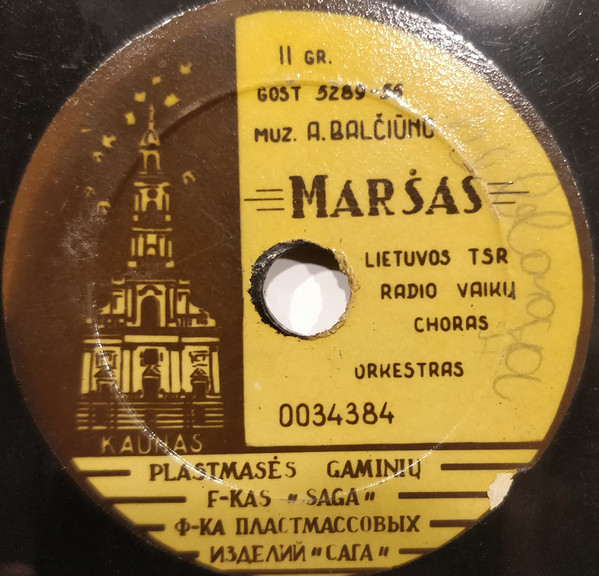 II GR.
GOST 5289-56
MUZ. A. BALČIŪNO
MARŠAS
LIETUVOS TSR
RADIO VAIKŲ
CHORAS
ORKESTRAS
0034384
KAUNAS
PLASTMASĖS GAMINIŲ
F-KAS „SAGA"
Ф-КА ПЛАСТМАССОВЫХ
ИЗДЕЛИЙ „САГА"